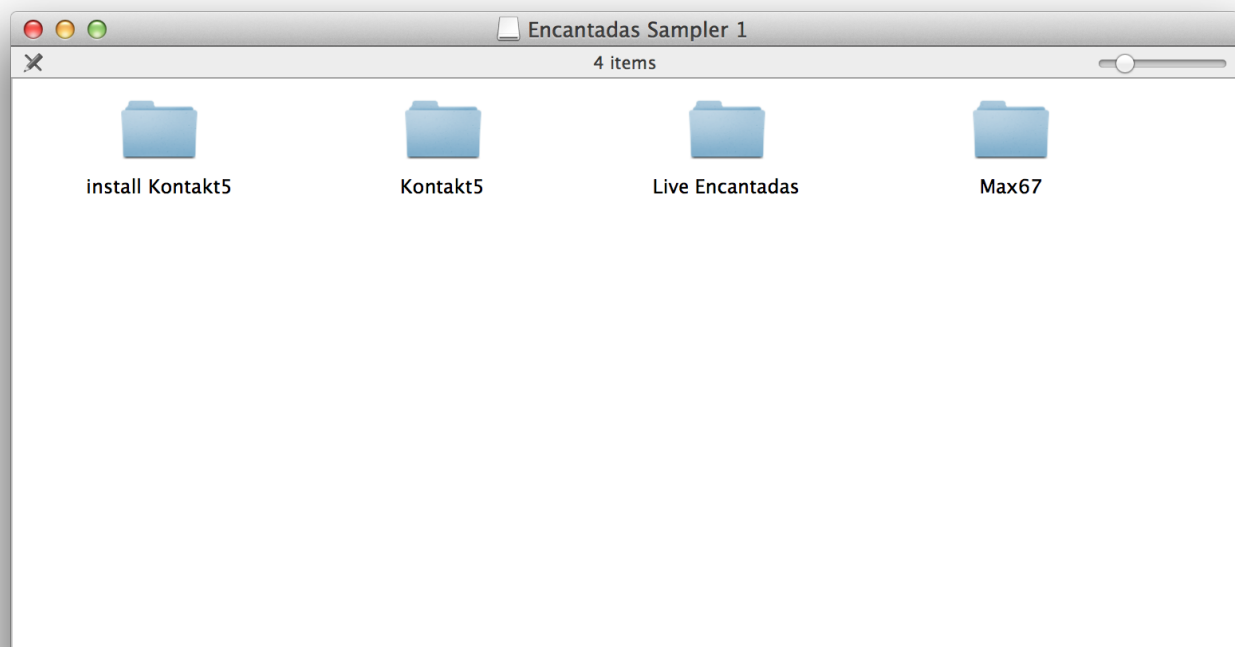 Encantadas Sampler 1
4 items
install Kontakt5
Kontakt5
Live Encantadas
Max67